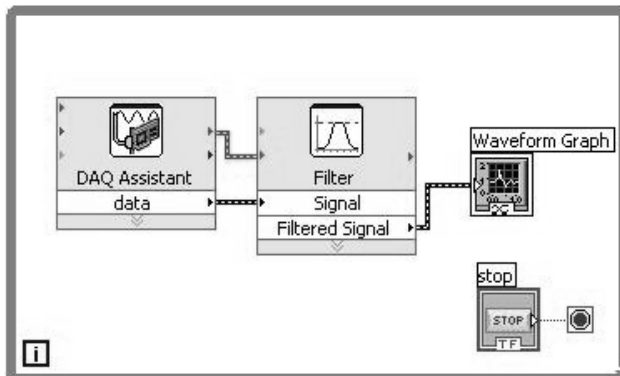 DAQ Assistant
data
Filter
Signal
Filtered Signal
Waveform Graph
stop
STOP
TF
i